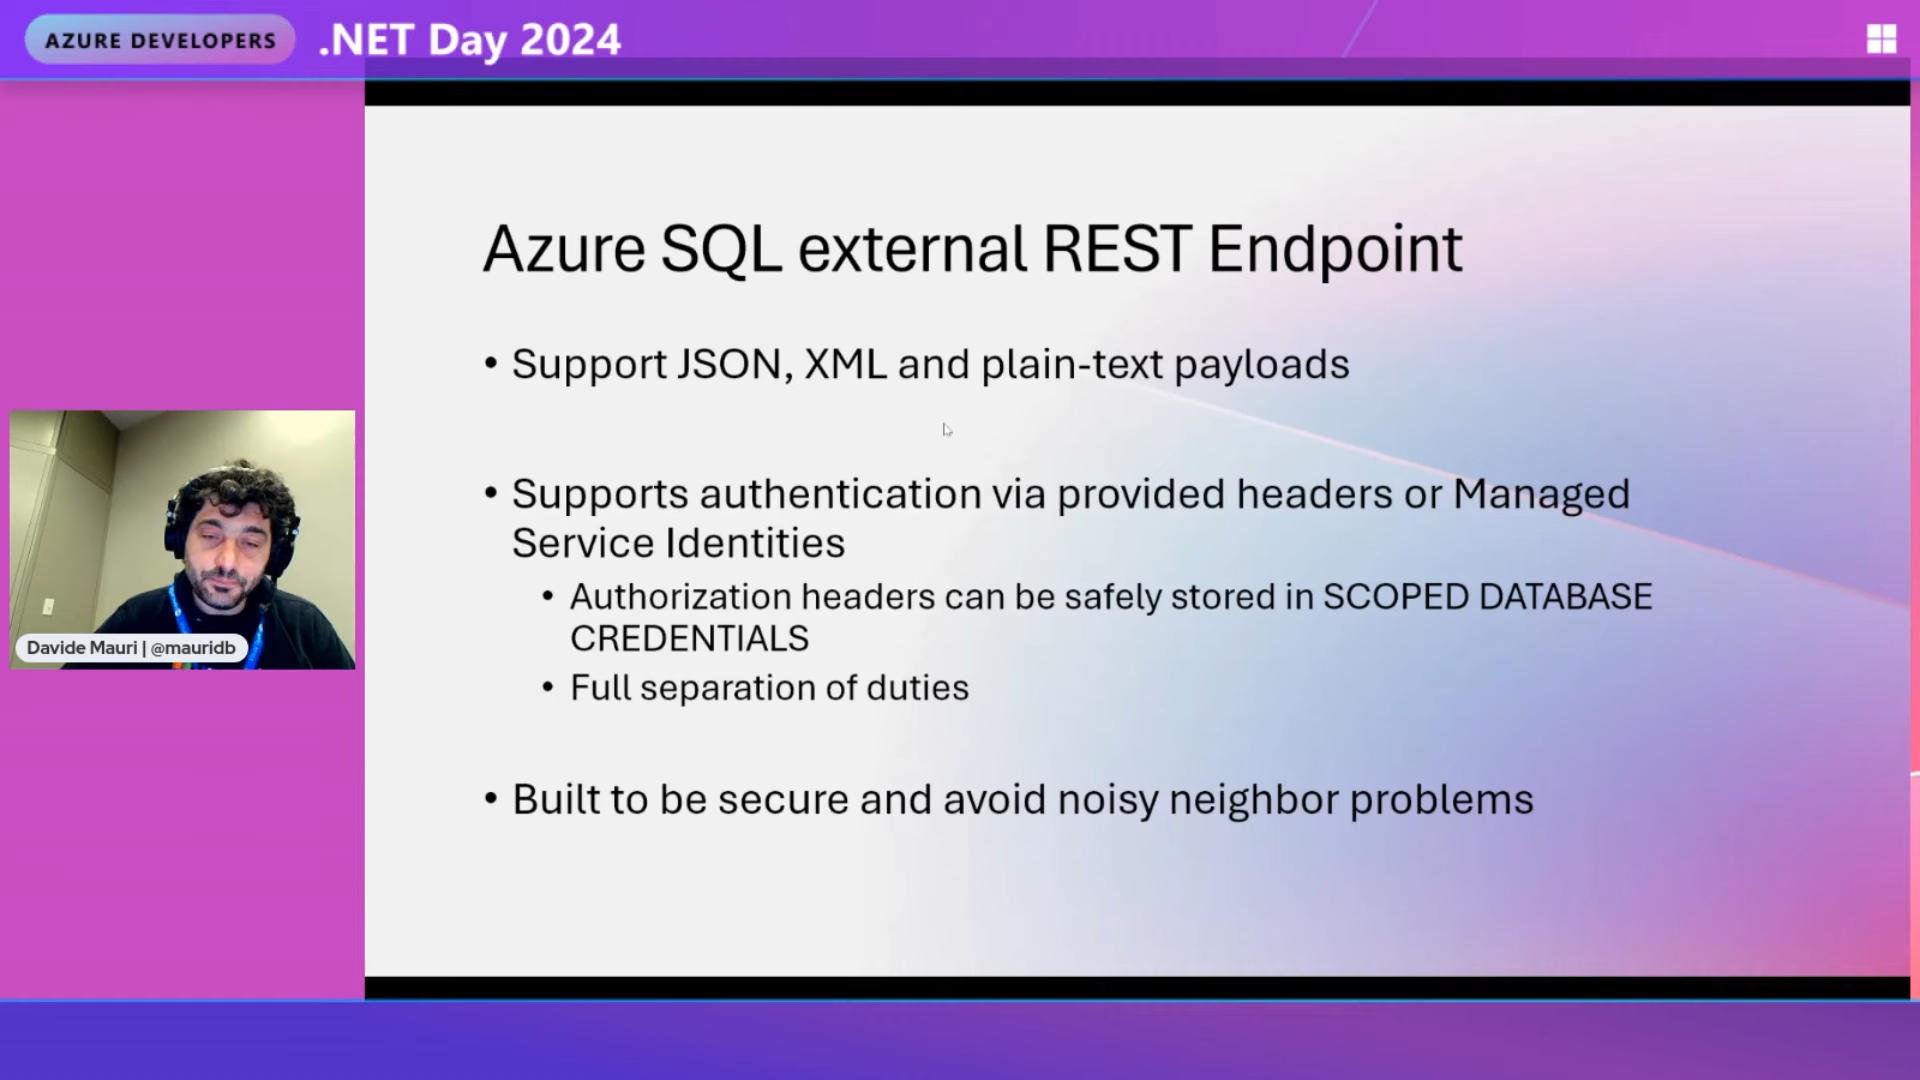 AZURE DEVELOPERS
.NET Day 2024
Azure SQL external REST Endpoint
• Support JSON, XML and plain-text payloads
• Supports authentication via provided headers or Managed
Service Identities
• Authorization headers can be safely stored in SCOPED DATABASE
CREDENTIALS
• Full separation of duties
• Built to be secure and avoid noisy neighbor problems
Davide Mauri | @mauridb